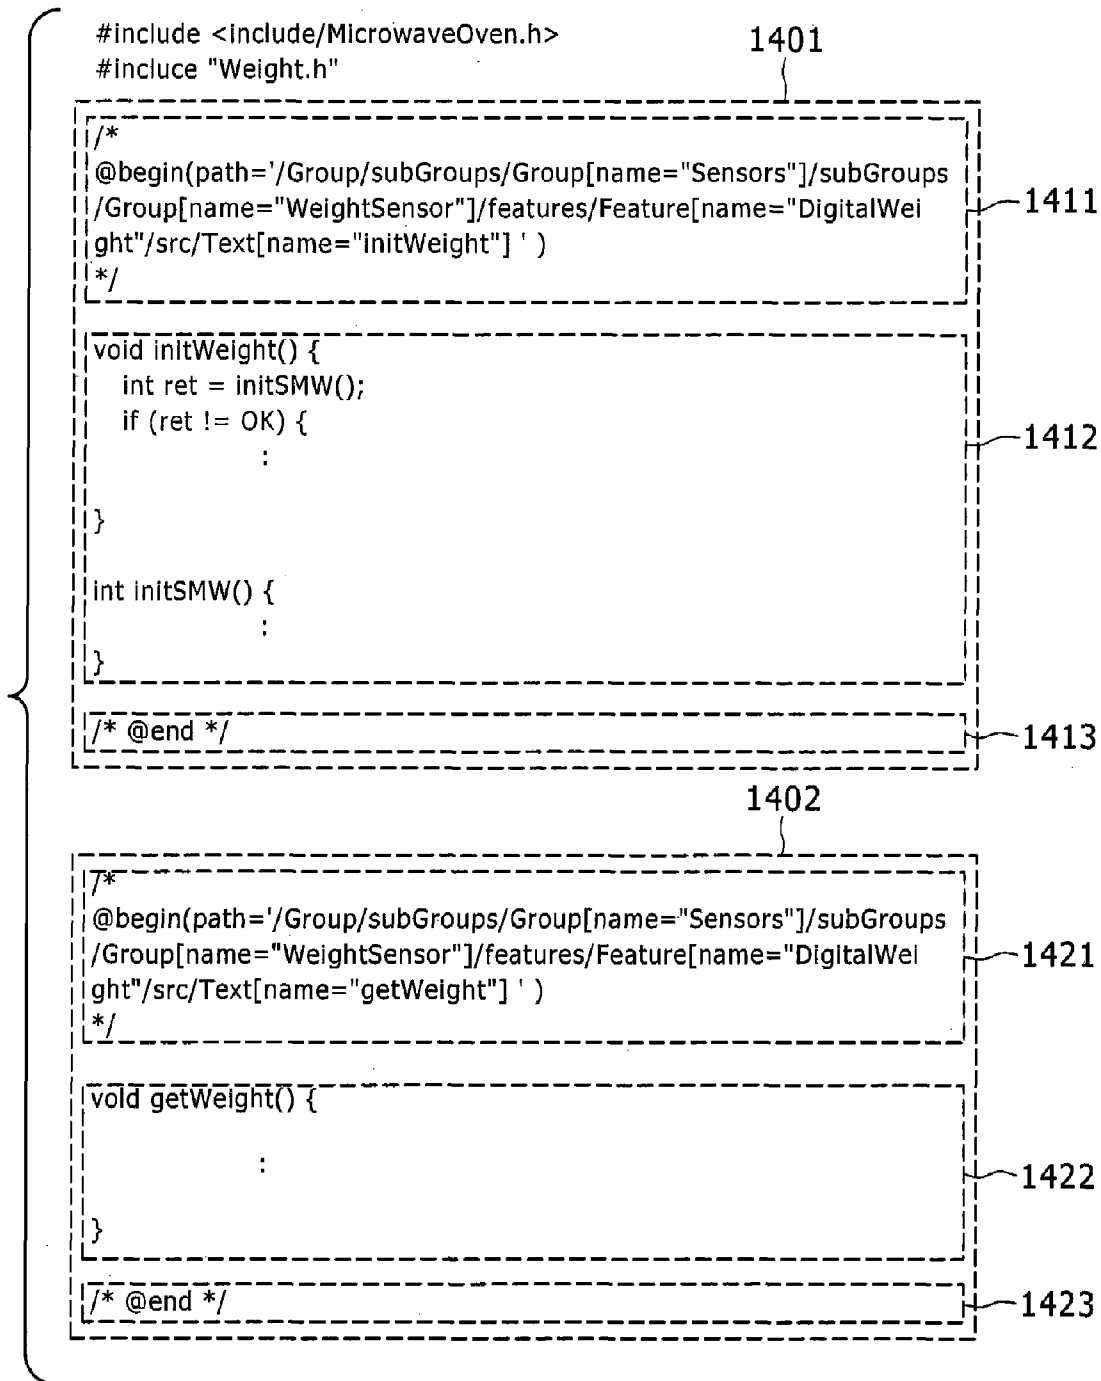 #include <include/MicrowaveOven.h>
#incluce "Weight.h"
1401
/*
@begin(path='/Group/subGroups/Group[name="Sensors"]/subGroups
/Group[name="WeightSensor"]/features/Feature[name="DigitalWei
ght"/src/Text[name="initWeight"] ' )
*/
1411
void initWeight() {
int ret = initSMW();
if (ret != OK) {
:
}
int initSMW() {
:
}
1412
/* @end */
1413
1402
/*
@begin(path='/Group/subGroups/Group[name="Sensors"]/subGroups
/Group[name="WeightSensor"]/features/Feature[name="DigitalWei
ght"/src/Text[name="getWeight"] ' )
*/
1421
void getWeight() {
:
}
1422
/* @end */
1423